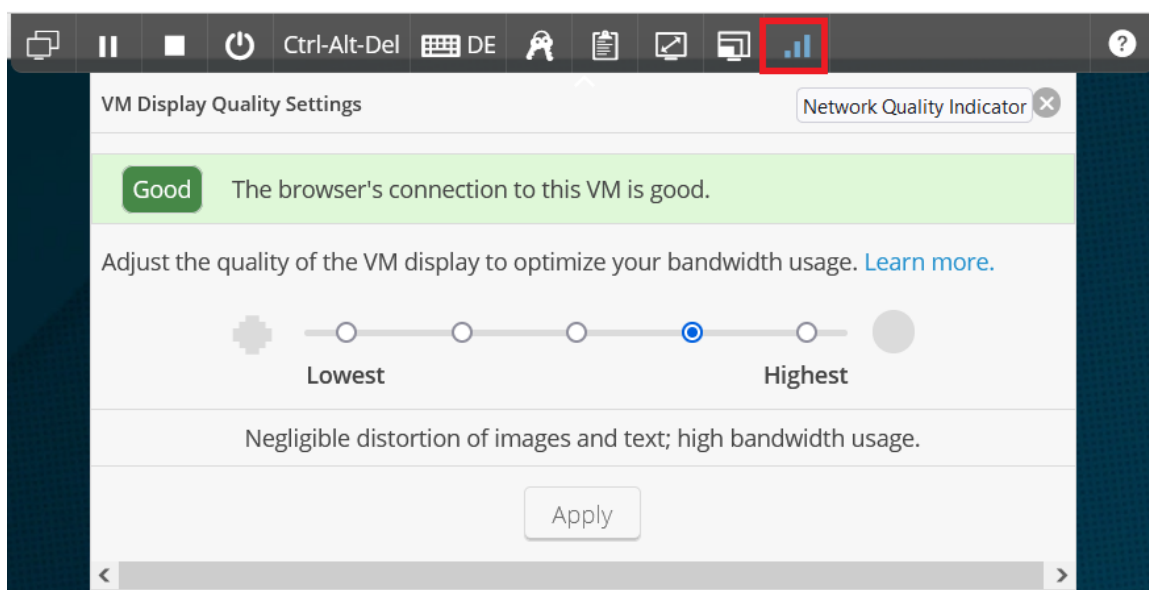 Ctrl-Alt-Del DE ?
VM Display Quality Settings
Network Quality Indicator
Good The browser's connection to this VM is good.
Adjust the quality of the VM display to optimize your bandwidth usage. Learn more.
Lowest Highest
Negligible distortion of images and text; high bandwidth usage.
Apply